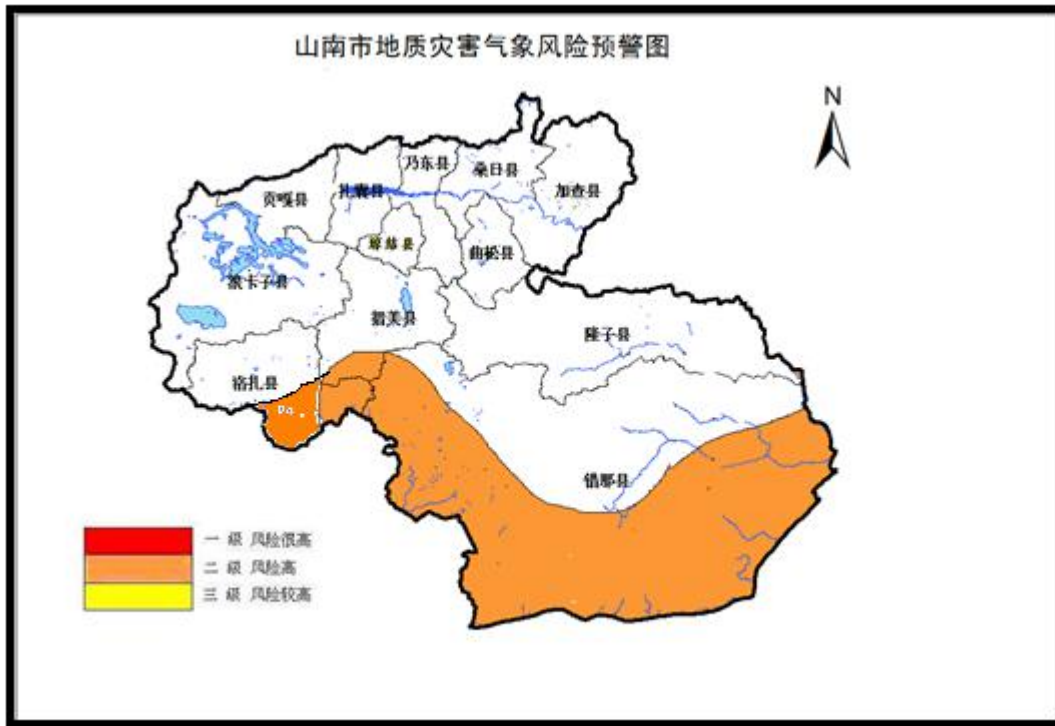 山南市地质灾害气象风险预警图
N
乃东县
桑日县
加查县
贡嘎县
扎囊县
琼结县
曲松县
浪卡子县
措美县
隆子县
洛扎县
错那县
一 级 风险很高
二 级 风险高
三 级 风险较高